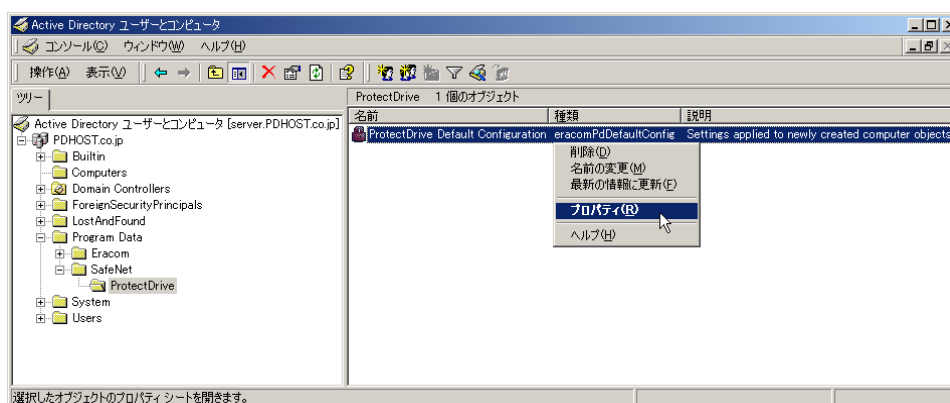 Active Directory ユーザーとコンピュータ
コンソール(C) ウィンドウ(W) ヘルプ(H)
操作(A) 表示(V)
ツリー
ProtectDrive 1 個のオブジェクト
Active Directory ユーザーとコンピュータ [server.PDHOST.co.jp]
PDHOST.co.jp
Builtin
Computers
Domain Controllers
ForeignSecurityPrincipals
LostAndFound
Program Data
Eracom
SafeNet
ProtectDrive
System
Users
名前 種類 説明
ProtectDrive Default Configuration eracomPdDefaultConfig Settings applied to newly created computer objects
削除(D)
名前の変更(M)
最新の情報に更新(F)
プロパティ(R)
ヘルプ(H)
選択したオブジェクトのプロパティ シートを開きます。